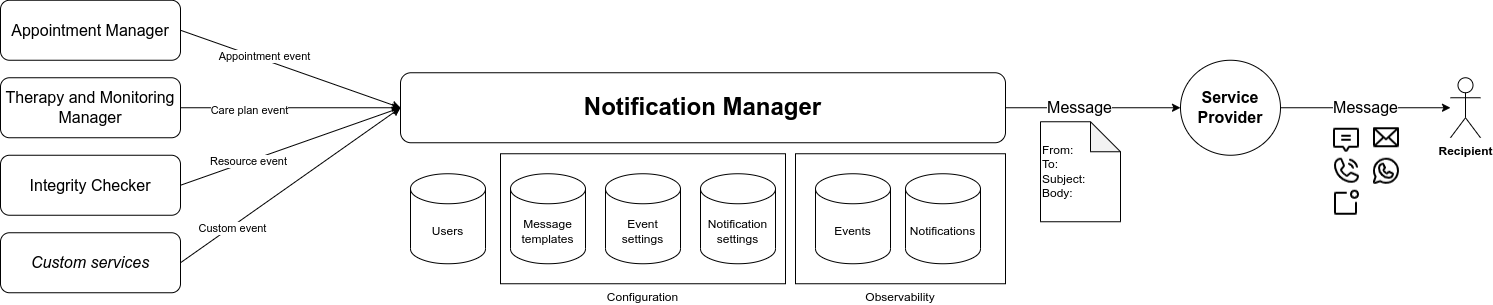 Appointment Manager
Appointment event
Therapy and Monitoring
Manager
Care plan event
Integrity Checker
Resource event
Custom services
Custom event
Notification Manager
Users
Message
templates
Event
settings
Notification
settings
Configuration
Events
Notifications
Observability
Message
From:
To:
Subject:
Body:
Service
Provider
Message
Recipient